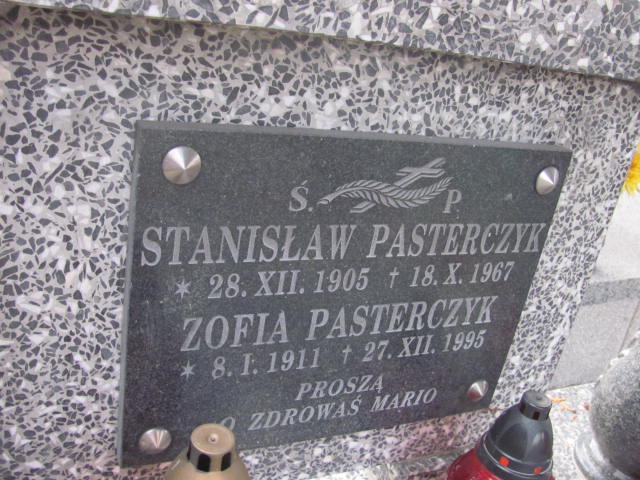 Ś. P.
STANISŁAW PASTERCZYK
* 28. XII. 1905 † 18. X. 1967
ZOFIA PASTERCZYK
* 8. I. 1911 † 27. XII. 1995
PROSZĄ
O ZDROWAŚ MARIO